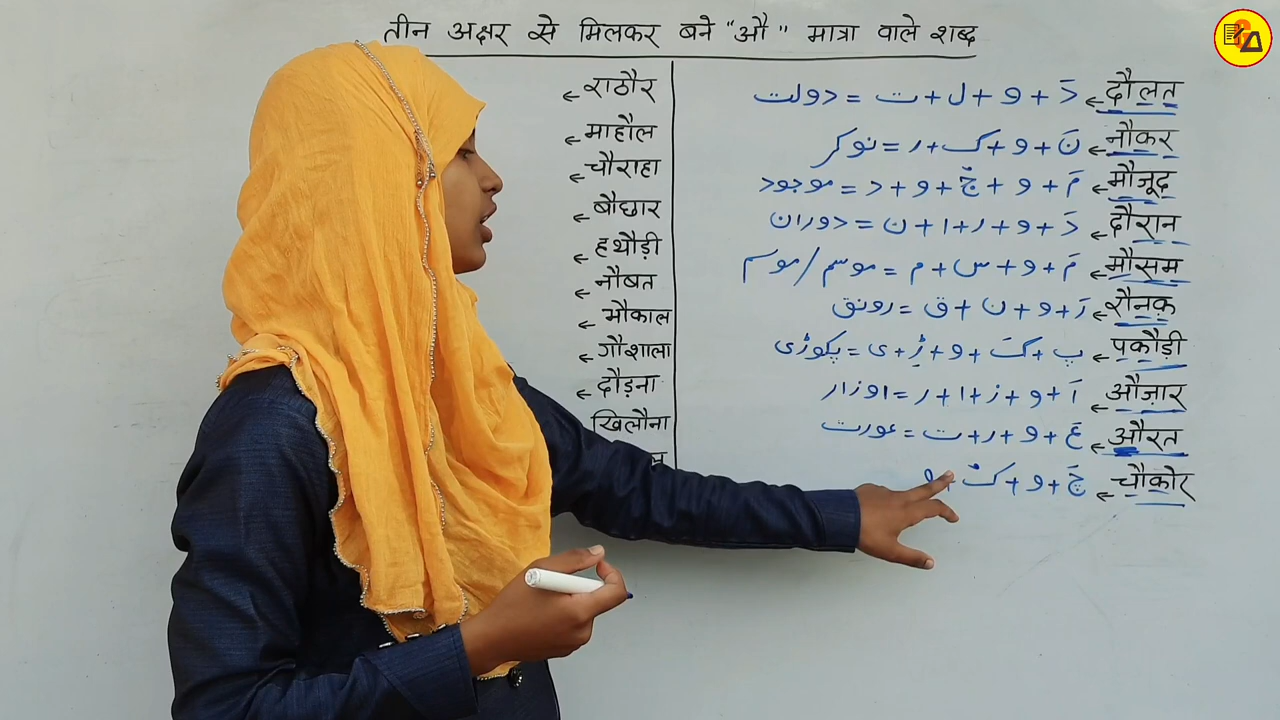 तीन अक्षर से मिलकर बने "औ" मात्रा वाले शब्द
दौलत ← دَ + و + ل + ت = دولت
नौकर ← نَ + و + ک + ر = نوکر
मौजूद ← مَ + و + جُ + و + د = موجود
दौरान ← دَ + و + ر + ا + ن = دوران
मौसम ← مَ + و + س + م = موسم / موسم
रौनक़ ← رَ + و + ن + ق = رونق
पकौड़ी ← پ + کَ + و + ڑِ + ی = پکوڑی
औज़ार ← اَ + و + ز + ا + ر = اوزار
औरत ← عَ + و + ر + ت = عورت
चौकोर ← چَ + و + کُ + و
राठौर ←
माहौल ←
चौराहा ←
बौछार ←
हथौड़ी ←
नौबत ←
भौकाल ←
गौशाला ←
दौड़ना ←
खिलौना